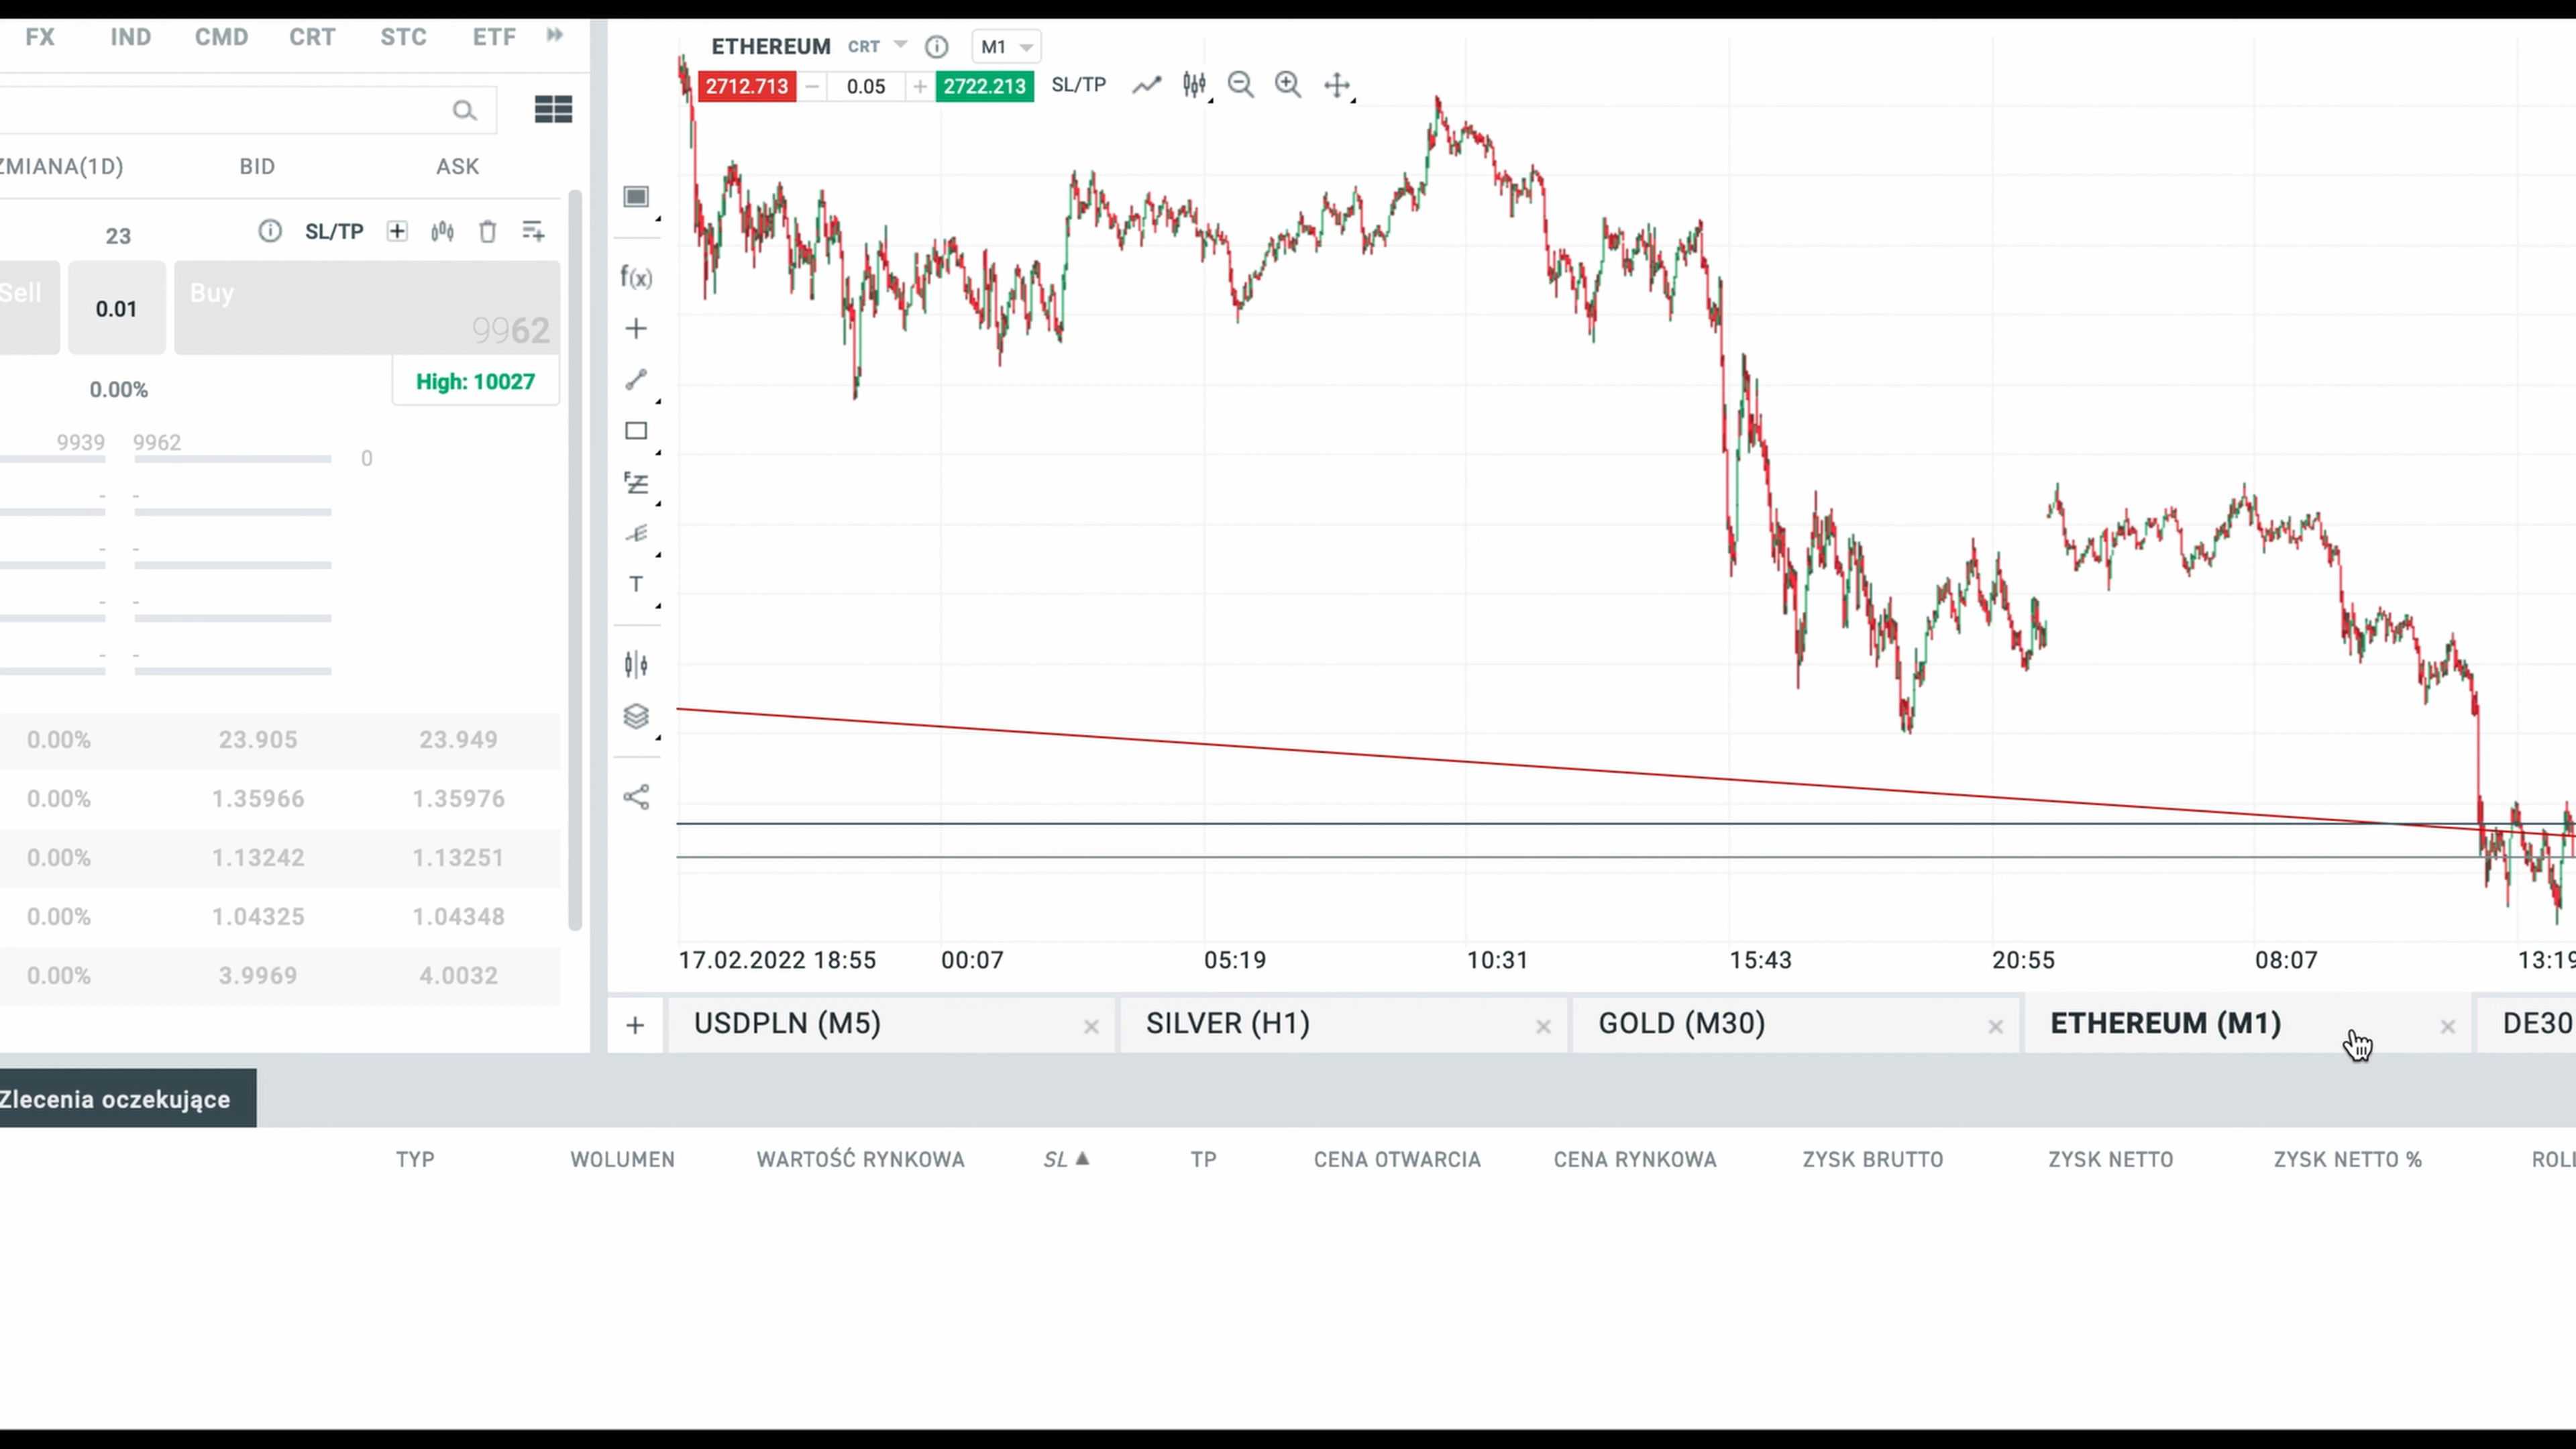 FX IND CMD CRT STC ETF
ZMIANA(1D) BID ASK
23 SL/TP
Sell 0.01 Buy
9962
High: 10027
0.00%
9939 9962
0
- -
- -
- -
- -
0.00% 23.905 23.949
0.00% 1.35966 1.35976
0.00% 1.13242 1.13251
0.00% 1.04325 1.04348
0.00% 3.9969 4.0032
ETHEREUM CRT M1
2712.713 − 0.05 + 2722.213 SL/TP
f(x)
T
17.02.2022 18:55 00:07 05:19 10:31 15:43 20:55 08:07 13:19
+ USDPLN (M5) × SILVER (H1) × GOLD (M30) × ETHEREUM (M1) × DE30
Zlecenia oczekujące
TYP WOLUMEN WARTOŚĆ RYNKOWA SL ▲ TP CENA OTWARCIA CENA RYNKOWA ZYSK BRUTTO ZYSK NETTO ZYSK NETTO % ROLL